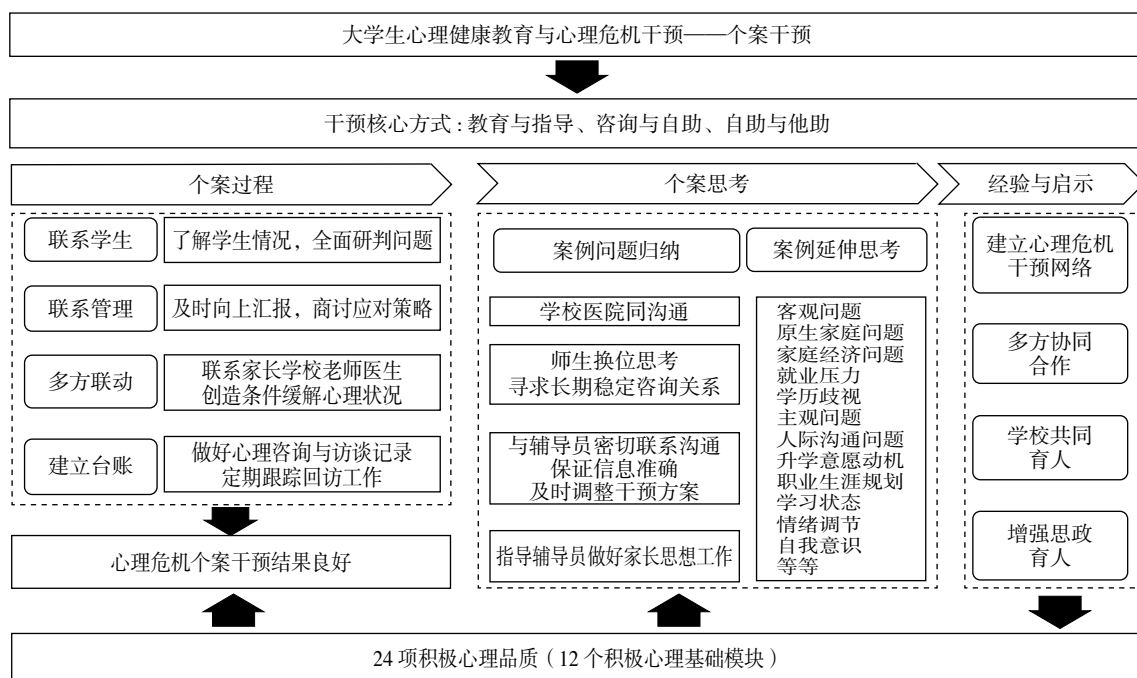 大学生心理健康教育与心理危机干预——个案干预
干预核心方式:教育与指导、咨询与自助、自助与他助
个案过程
联系学生
了解学生情况，全面研判问题
联系管理
及时向上汇报，商讨应对策略
多方联动
联系家长学校老师医生
创造条件缓解心理状况
建立台账
做好心理咨询与访谈记录
定期跟踪回访工作
心理危机个案干预结果良好
个案思考
案例问题归纳
学校医院同沟通
师生换位思考
寻求长期稳定咨询关系
与辅导员密切联系沟通
保证信息准确
及时调整干预方案
指导辅导员做好家长思想工作
案例延伸思考
客观问题
原生家庭问题
家庭经济问题
就业压力
学历歧视
主观问题
人际沟通问题
升学意愿动机
职业生涯规划
学习状态
情绪调节
自我意识
等等
经验与启示
建立心理危机
干预网络
多方协同
合作
学校共同
育人
增强思政
育人
24 项积极心理品质（12 个积极心理基础模块）